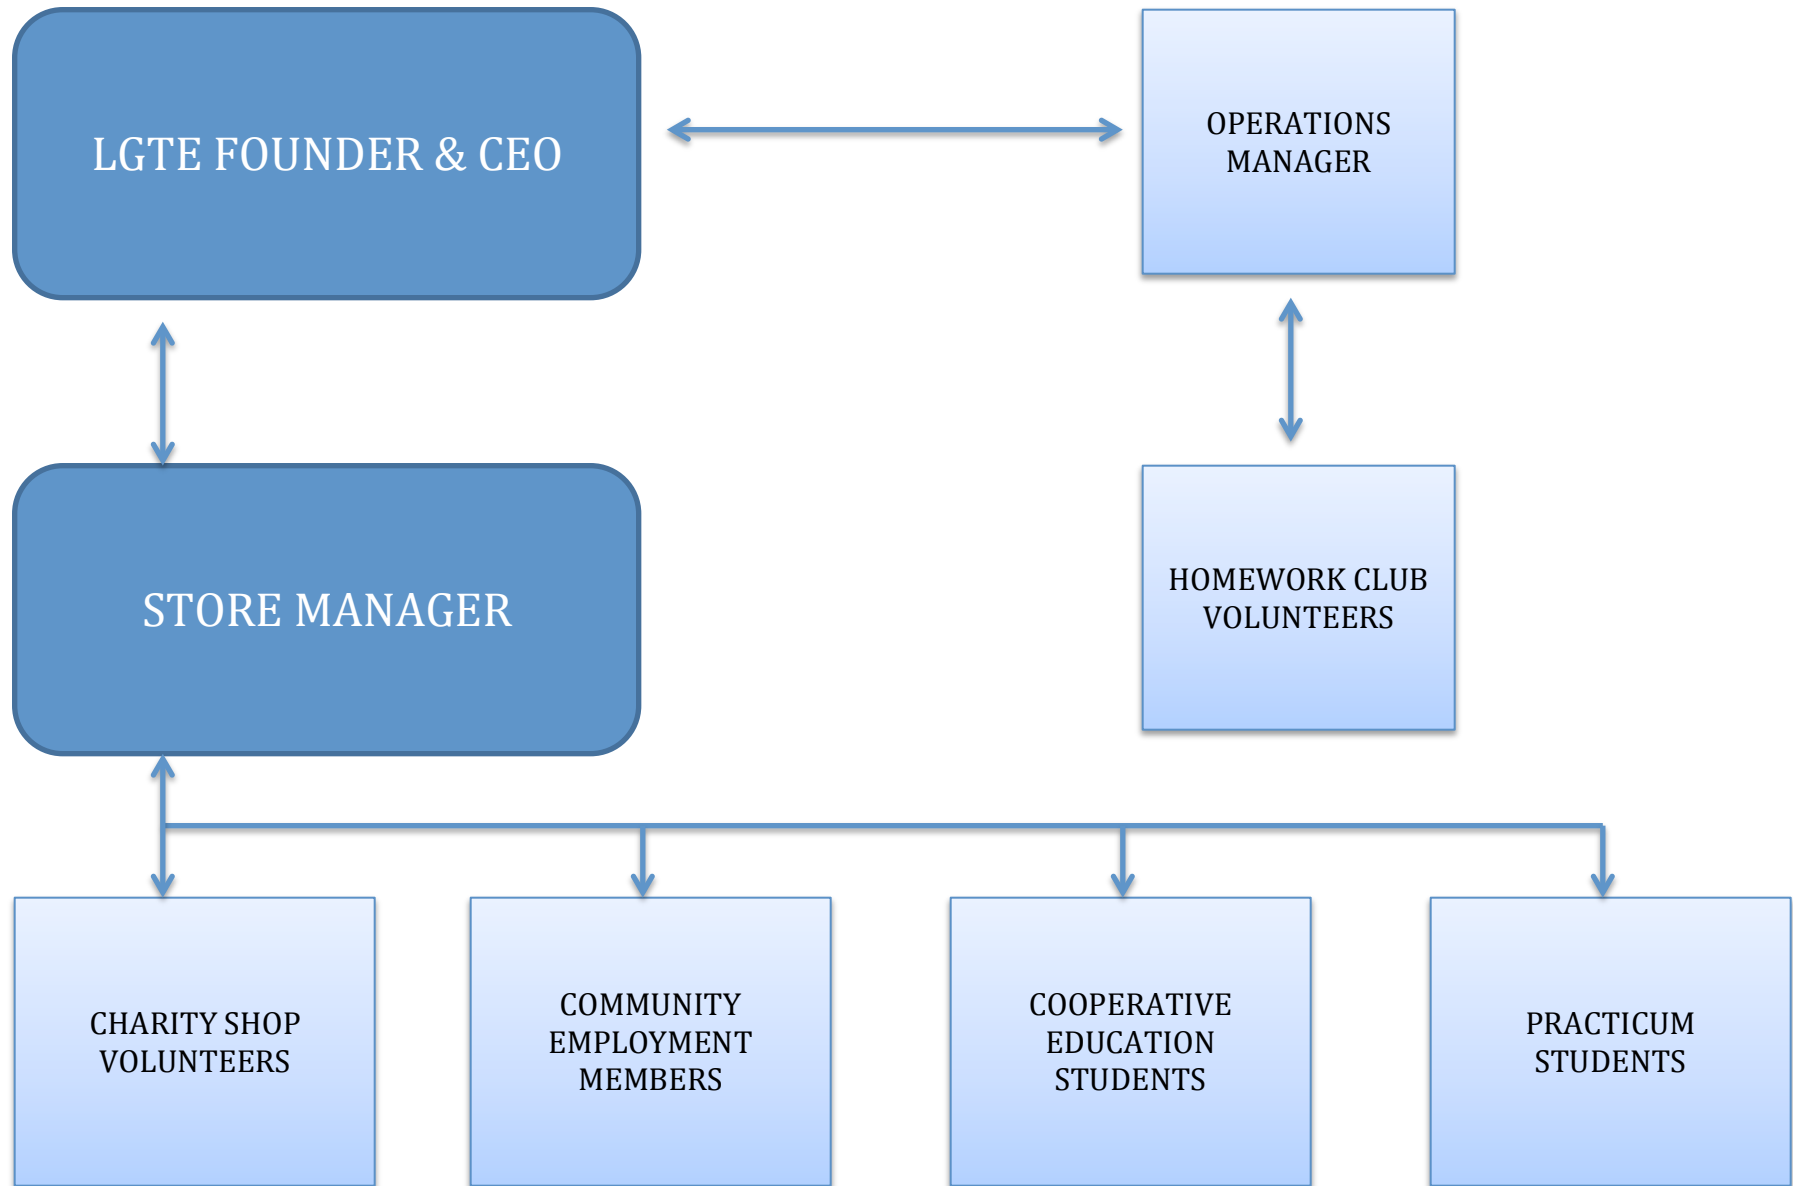 LGTE FOUNDER & CEO
OPERATIONS
MANAGER
STORE MANAGER
HOMEWORK CLUB
VOLUNTEERS
CHARITY SHOP
VOLUNTEERS
COMMUNITY
EMPLOYMENT
MEMBERS
COOPERATIVE
EDUCATION
STUDENTS
PRACTICUM
STUDENTS